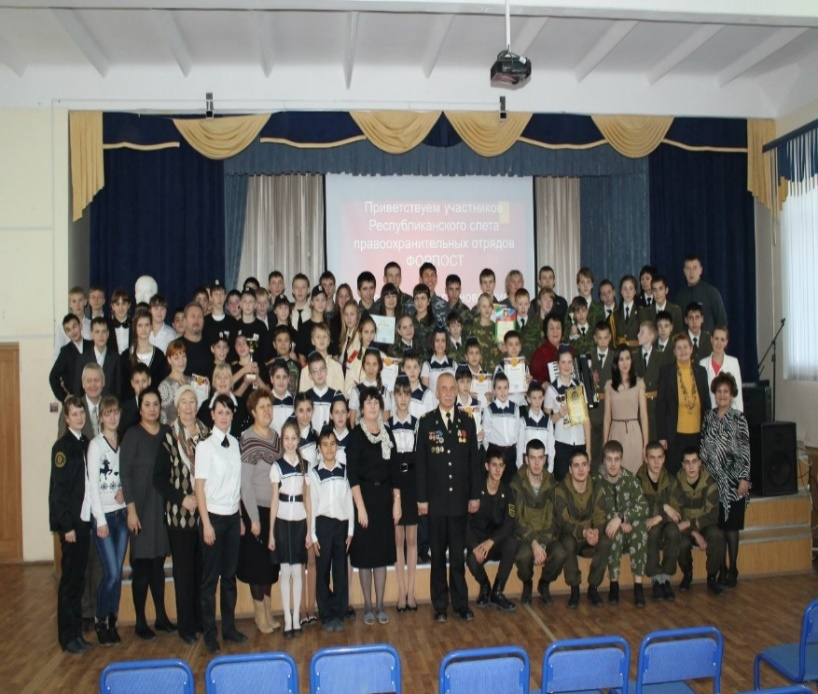 Приветствуем участников
Республиканского слета
правоохранительных отрядов
ФОРПОСТ